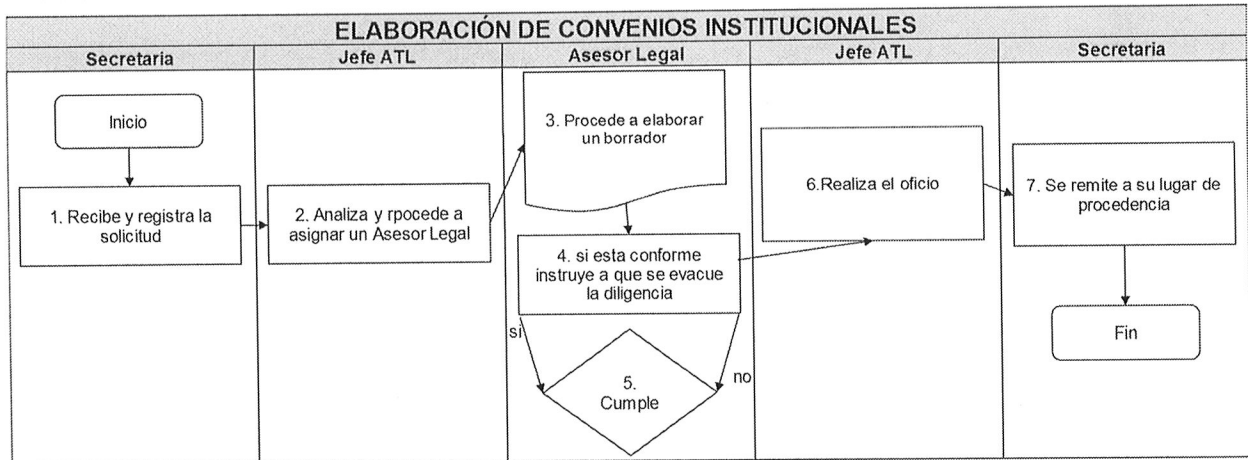 ELABORACIÓN DE CONVENIOS INSTITUCIONALES
Secretaria
Jefe ATL
Asesor Legal
Jefe ATL
Secretaria
Inicio
1. Recibe y registra la
solicitud
2. Analiza y rpocede a
asignar un Asesor Legal
3. Procede a elaborar
un borrador
4. si esta conforme
instruye a que se evacue
la diligencia
si
no
5.
Cumple
6.Realiza el oficio
7. Se remite a su lugar de
procedencia
Fin